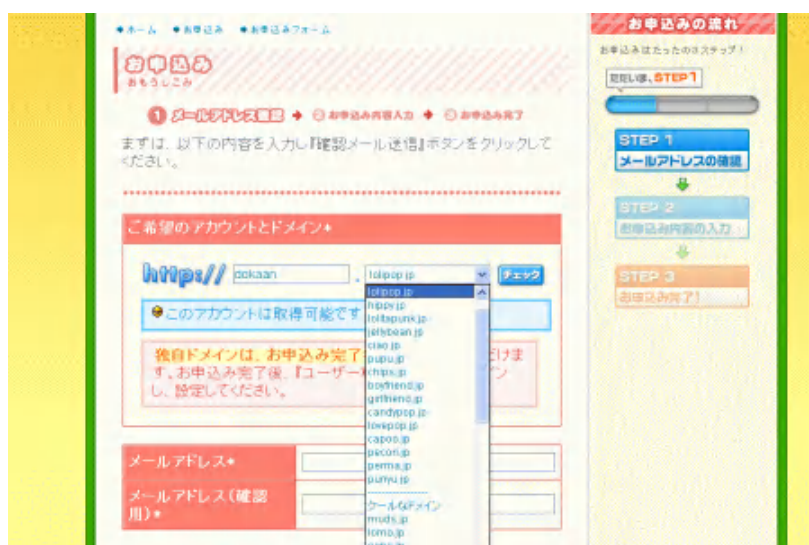 ●ホーム ●お申込み ●お申込みフォーム
お申込み
おもうしこみ
① メールアドレス確認 → ② お申込み内容入力 → ③ お申込み完了
まずは、以下の内容を入力し『確認メール送信』ボタンをクリックして
ください。
ご希望のアカウントとドメイン*
http:// ookaan . lolipop.jp チェック
lolipop.jp
hippy.jp
lolitapunk.jp
jellybean.jp
ciao.jp
pupu.jp
chips.jp
boyfriend.jp
girlfriend.jp
candypop.jp
lovepop.jp
capoo.jp
pecori.jp
perma.jp
punyu.jp
クールなドメイン
mods.jp
lomo.jp
このアカウントは取得可能です
独自ドメインは、お申込み完了 だけま
す。お申込み完了後、『ユーザー
し、設定してください。
メールアドレス*
メールアドレス(確認
用)*
お申込みの流れ
お申込みはたったの3ステップ!
ただいま、STEP 1
STEP 1
メールアドレスの確認
STEP 2
お申込み内容の入力
STEP 3
お申込み完了!